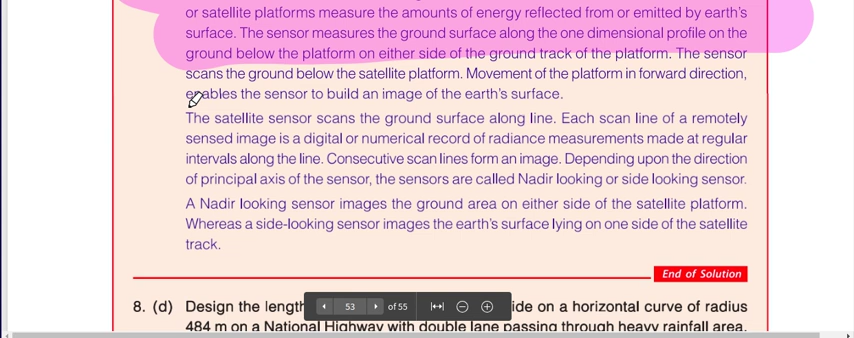 or satellite platforms measure the amounts of energy reflected from or emitted by earth's
surface. The sensor measures the ground surface along the one dimensional profile on the
ground below the platform on either side of the ground track of the platform. The sensor
scans the ground below the satellite platform. Movement of the platform in forward direction,
enables the sensor to build an image of the earth's surface.
The satellite sensor scans the ground surface along line. Each scan line of a remotely
sensed image is a digital or numerical record of radiance measurements made at regular
intervals along the line. Consecutive scan lines form an image. Depending upon the direction
of principal axis of the sensor, the sensors are called Nadir looking or side looking sensor.
A Nadir looking sensor images the ground area on either side of the satellite platform.
Whereas a side-looking sensor images the earth's surface lying on one side of the satellite
track.
End of Solution
8. (d) Design the length ide on a horizontal curve of radius
53 of 55
484 m on a National Highway with double lane passing through heavy rainfall area.